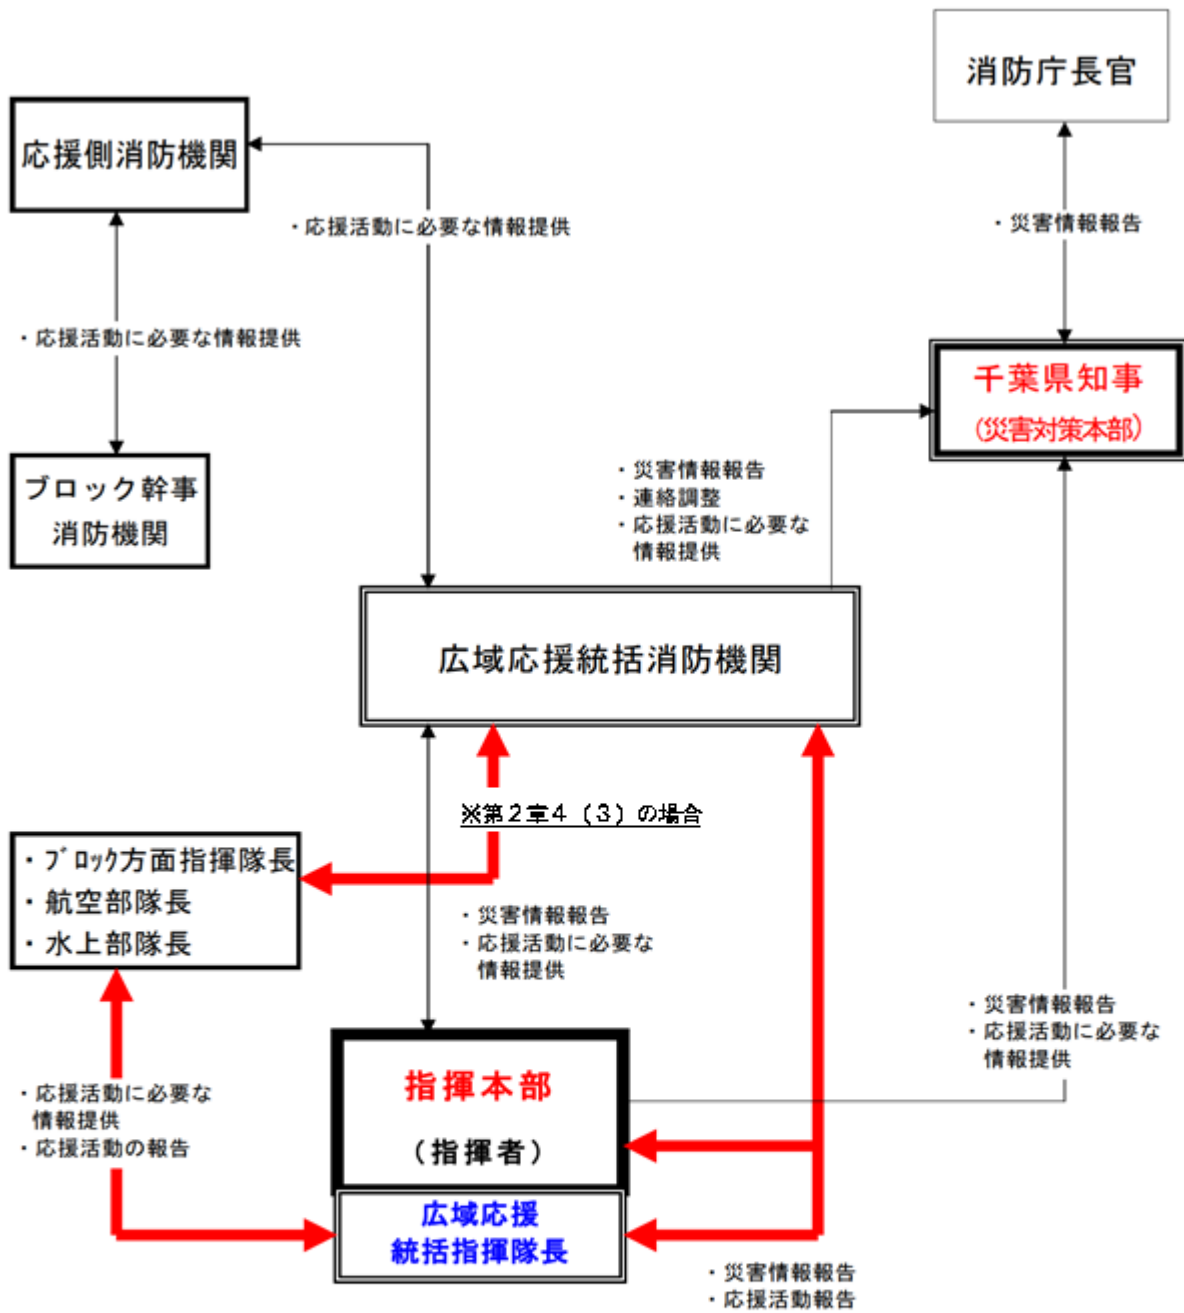 消防庁長官
応援側消防機関
・応援活動に必要な情報提供
・災害情報報告
・応援活動に必要な情報提供
千葉県知事
（災害対策本部）
ブロック幹事
消防機関
・災害情報報告
・連絡調整
・応援活動に必要な
情報提供
広域応援統括消防機関
※第２章４（３）の場合
・ﾌﾞﾛｯｸ方面指揮隊長
・航空部隊長
・水上部隊長
・災害情報報告
・応援活動に必要な
情報提供
・災害情報報告
・応援活動に必要な
情報提供
・応援活動に必要な
情報提供
・応援活動の報告
指揮本部
（指揮者）
広域応援
統括指揮隊長
・災害情報報告
・応援活動報告